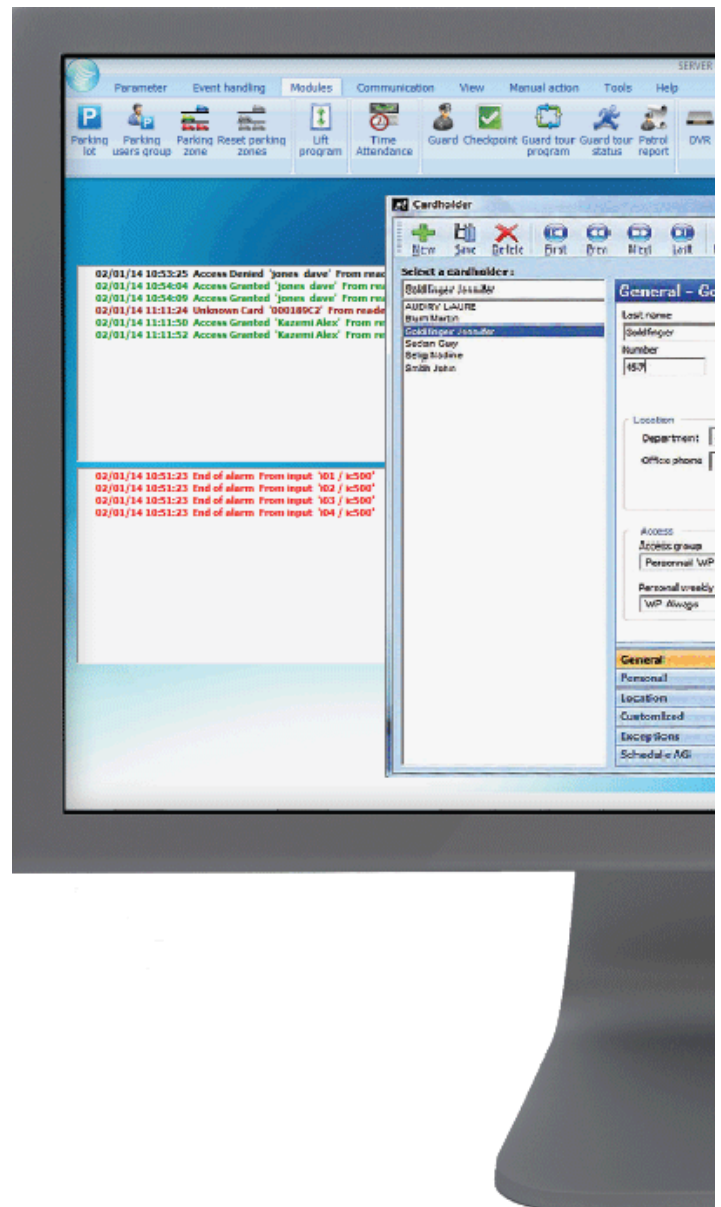 SERVER
Parameter Event handling Modules Communication View Manual action Tools Help
Parking lot Parking users group Parking zone Reset parking zones Lift program Time Attendance Guard Checkpoint Guard tour program Guard tour status Patrol report DVR
Cardholder
New Save Delete First Prev Next Last
02/01/14 10:53:25 Access Denied 'jones dave' From read
02/01/14 10:54:04 Access Granted 'jones dave' From rea
02/01/14 10:54:09 Access Granted 'jones dave' From rea
02/01/14 11:11:24 Unknown Card '000189C2' From reade
02/01/14 11:11:50 Access Granted 'Kazemi Alex' From re
02/01/14 11:11:52 Access Granted 'Kazemi Alex' From re
02/01/14 10:51:23 End of alarm From input 'i01 / ic500'
02/01/14 10:51:23 End of alarm From input 'i02 / ic500'
02/01/14 10:51:23 End of alarm From input 'i03 / ic500'
02/01/14 10:51:23 End of alarm From input 'i04 / ic500'
Select a cardholder :
Goldfinger Jennifer
AUDIRY LAURE
Blum Martin
Goldfinger Jennifer
Sedan Guy
Selig Nadine
Smith John
General - Go
Last name
Goldfinger
Number
457
Location
Department
Office phone
Access
Access group
Personnal WP
Personal weekly
WP Always
General
Personal
Location
Customized
Exceptions
Schedule AG